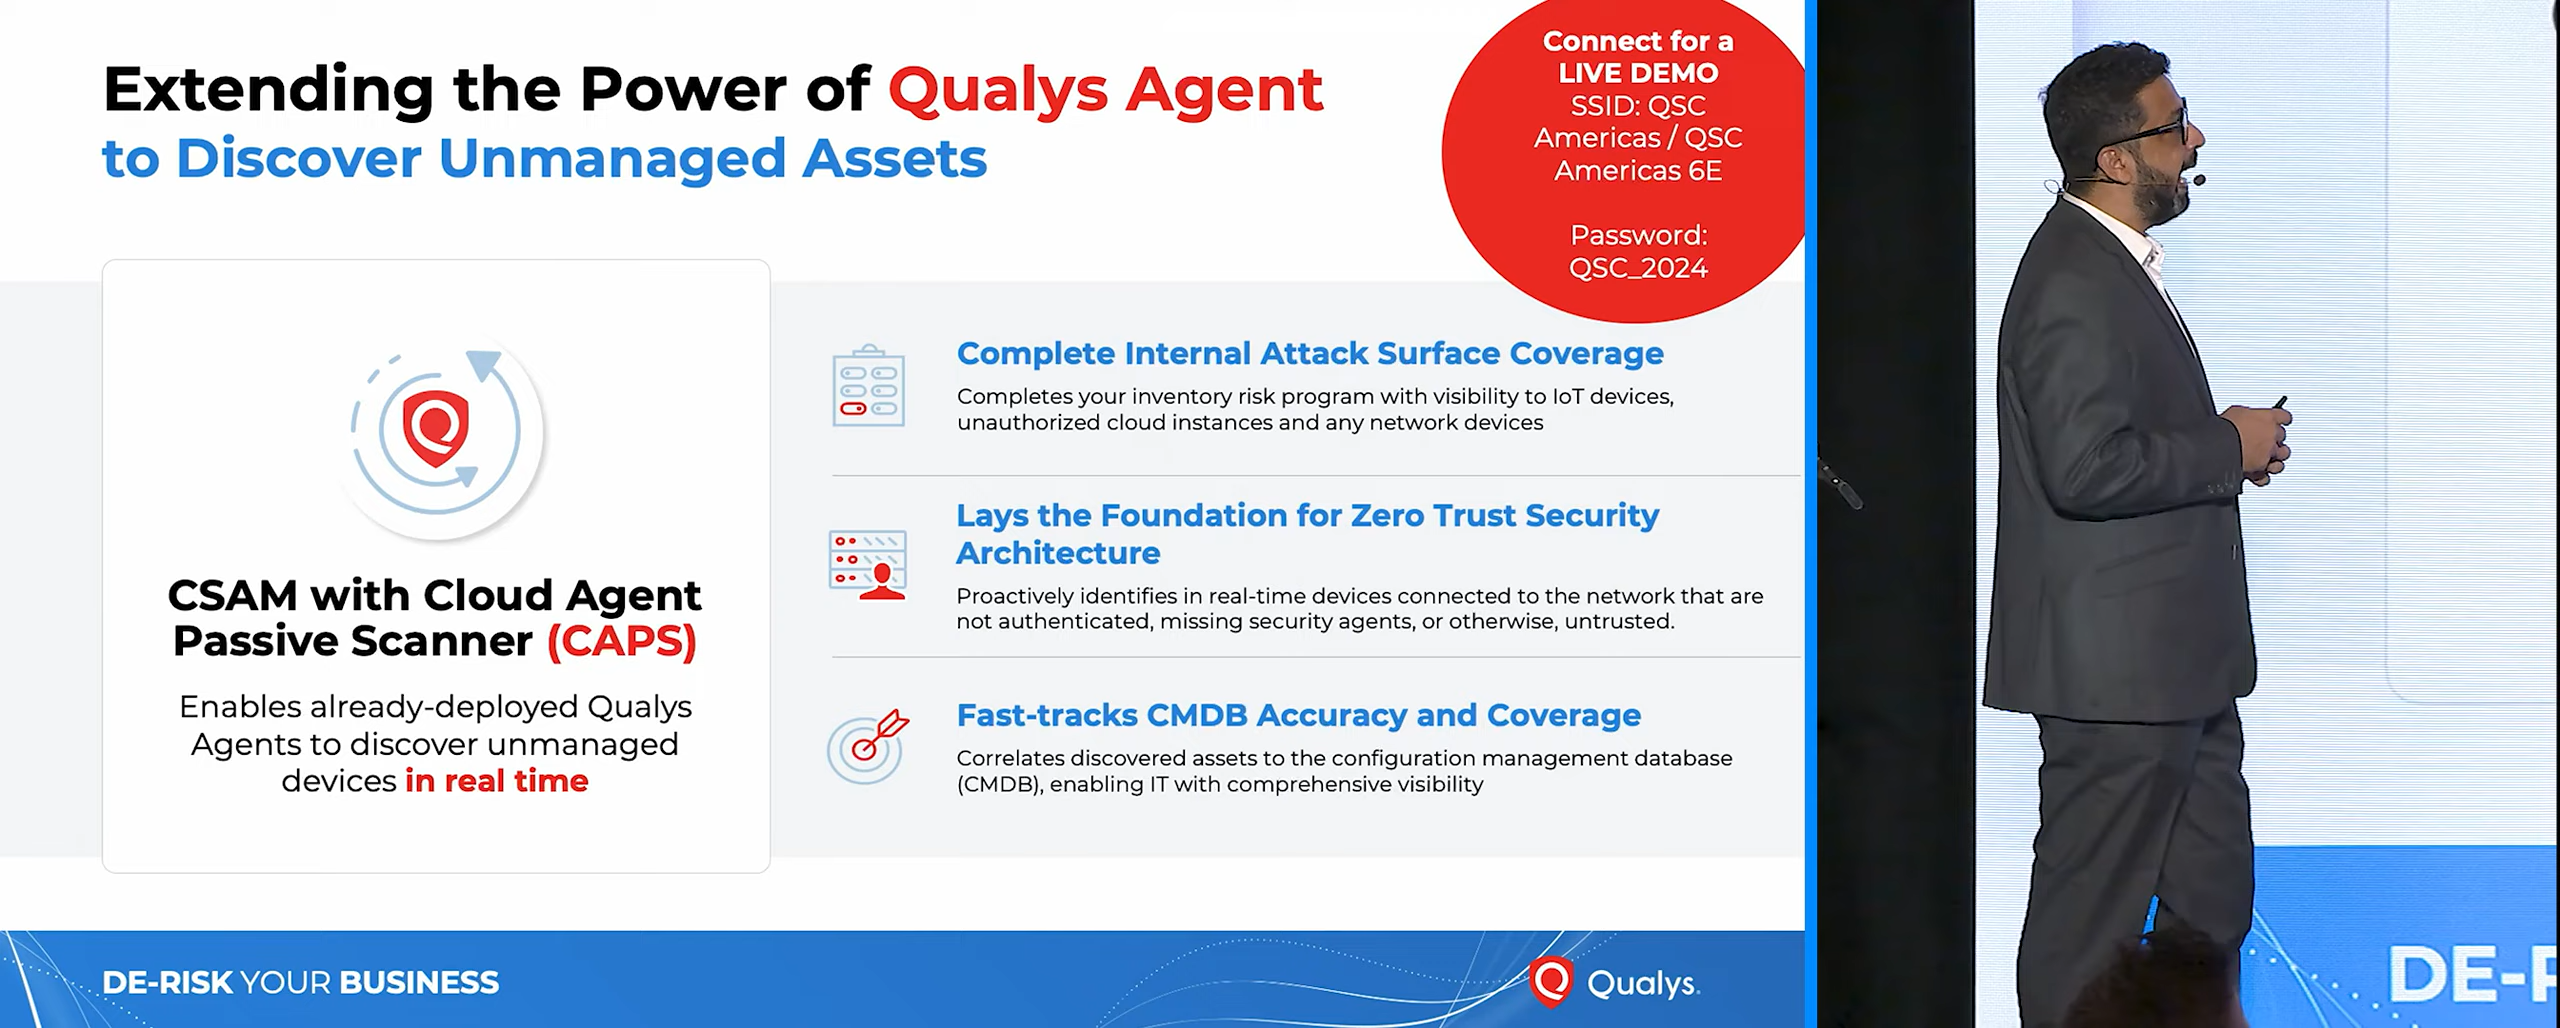 Extending the Power of Qualys Agent
to Discover Unmanaged Assets
Connect for a
LIVE DEMO
SSID: QSC
Americas / QSC
Americas 6E
Password:
QSC_2024
CSAM with Cloud Agent
Passive Scanner (CAPS)
Enables already-deployed Qualys
Agents to discover unmanaged
devices in real time
Complete Internal Attack Surface Coverage
Completes your inventory risk program with visibility to IoT devices,
unauthorized cloud instances and any network devices
Lays the Foundation for Zero Trust Security
Architecture
Proactively identifies in real-time devices connected to the network that are
not authenticated, missing security agents, or otherwise, untrusted.
Fast-tracks CMDB Accuracy and Coverage
Correlates discovered assets to the configuration management database
(CMDB), enabling IT with comprehensive visibility
DE-RISK YOUR BUSINESS
Qualys.
DE-